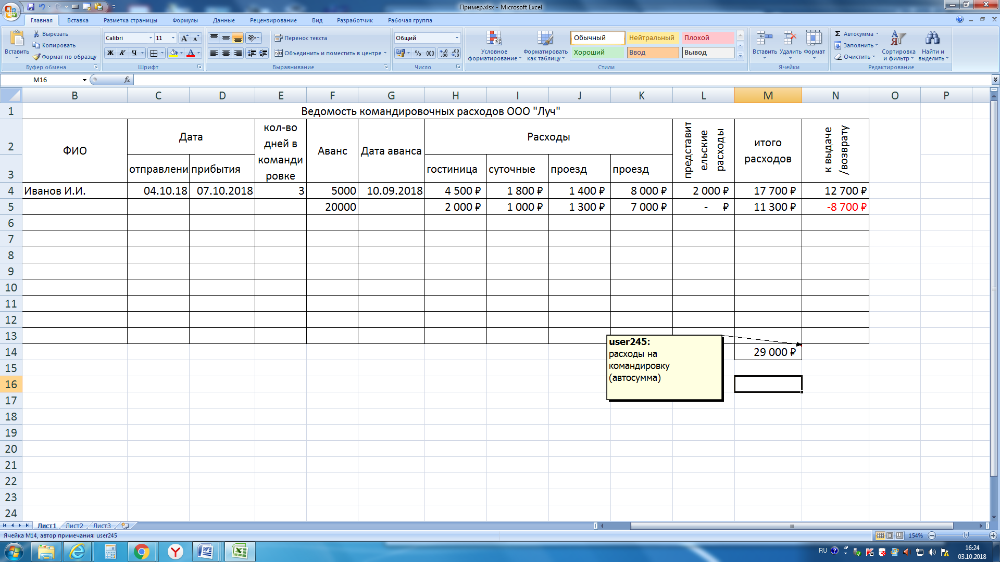 Пример.xlsx - Microsoft Excel
Главная Вставка Разметка страницы Формулы Данные Рецензирование Вид Разработчик Рабочая группа
Вставить
Вырезать
Копировать
Формат по образцу
Буфер обмена
Calibri 11
Ж К Ч А
Шрифт
Перенос текста
Объединить и поместить в центре
Выравнивание
Общий
% 000
Число
Условное форматирование
Форматировать как таблицу
Обычный Нейтральный Плохой
Хороший Ввод Вывод
Стили
Вставить Удалить Формат
Ячейки
Σ Автосумма
Заполнить
Очистить
Сортировка и фильтр
Найти и выделить
Редактирование
M16 fx
B C D E F G H I J K L M N O P
1 Ведомость командировочных расходов ООО "Луч"
2 ФИО Дата кол-во дней в команди ровке Аванс Дата аванса Расходы представит ельские расходы итого расходов к выдаче /возврату
3 отправлени прибытия гостиница суточные проезд проезд
4 Иванов И.И. 04.10.18 07.10.2018 3 5000 10.09.2018 4 500 ₽ 1 800 ₽ 1 400 ₽ 8 000 ₽ 2 000 ₽ 17 700 ₽ 12 700 ₽
5 20000 2 000 ₽ 1 000 ₽ 1 300 ₽ 7 000 ₽ - ₽ 11 300 ₽ -8 700 ₽
6
7
8
9
10
11
12
13
14 29 000 ₽
user245:
расходы на
командировку
(автосумма)
15
16
17
18
19
20
21
22
23
24
Лист1 Лист2 Лист3
Ячейка M14, автор примечания: user245
154%
RU
16:24
03.10.2018